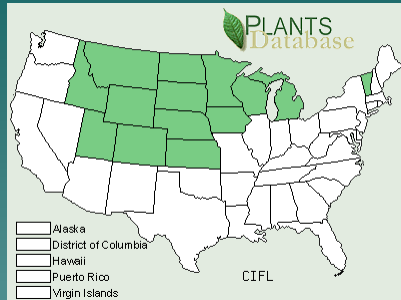 PLANTS
Database
Alaska
District of Columbia
Hawaii
Puerto Rico
Virgin Islands
CIFL